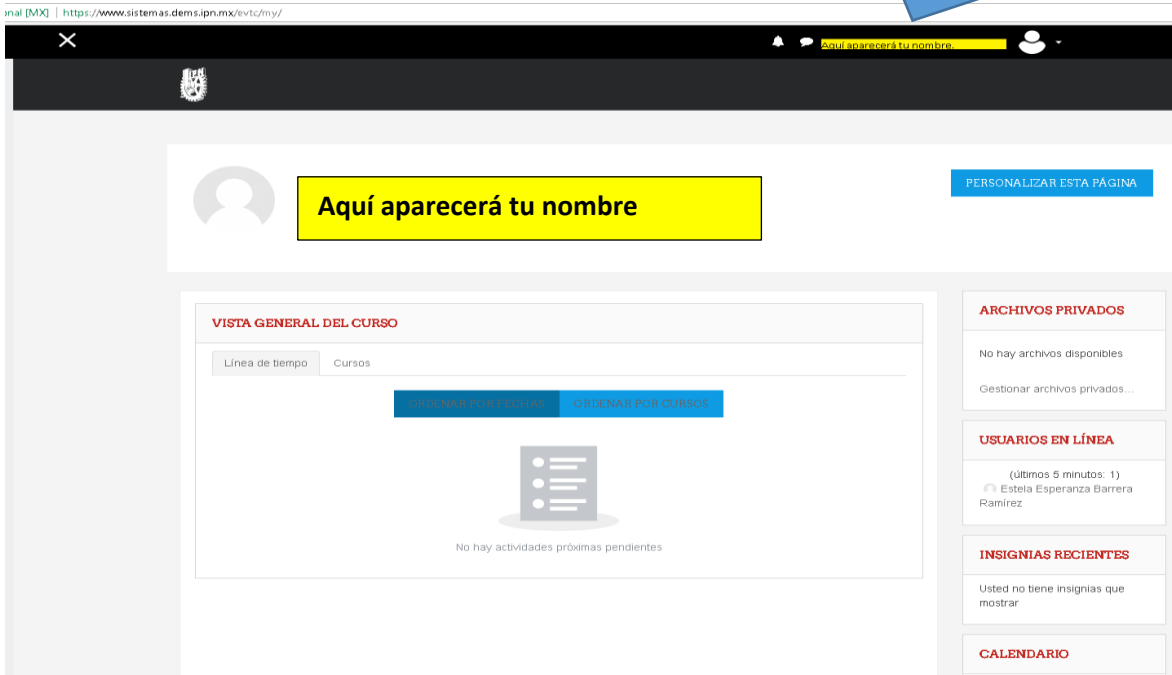 onal [MX] | https://www.sistemas.dems.ipn.mx/evtc/my/
Aquí aparecerá tu nombre.
Aquí aparecerá tu nombre
PERSONALIZAR ESTA PÁGINA
VISTA GENERAL DEL CURSO
Línea de tiempo Cursos
ORDENAR POR FECHAS ORDENAR POR CURSOS
No hay actividades próximas pendientes
ARCHIVOS PRIVADOS
No hay archivos disponibles
Gestionar archivos privados...
USUARIOS EN LÍNEA
(últimos 5 minutos: 1)
Estela Esperanza Barrera
Ramírez
INSIGNIAS RECIENTES
Usted no tiene insignias que
mostrar
CALENDARIO